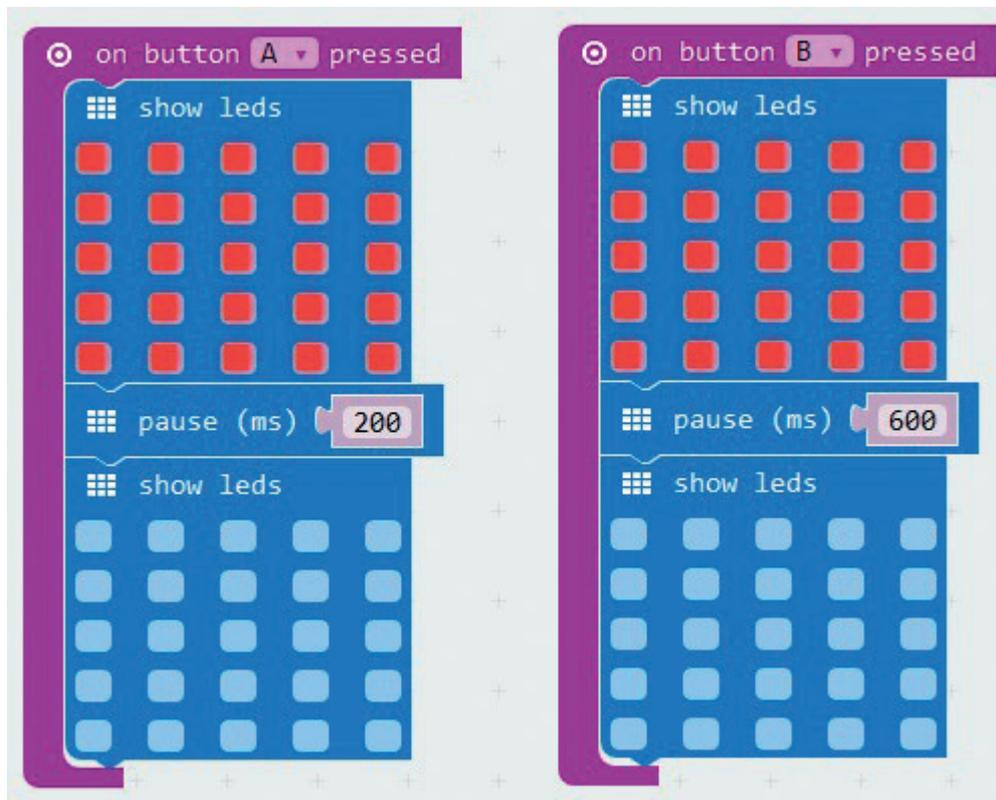 on button A pressed
show leds
pause (ms) 200
show leds
on button B pressed
show leds
pause (ms) 600
show leds